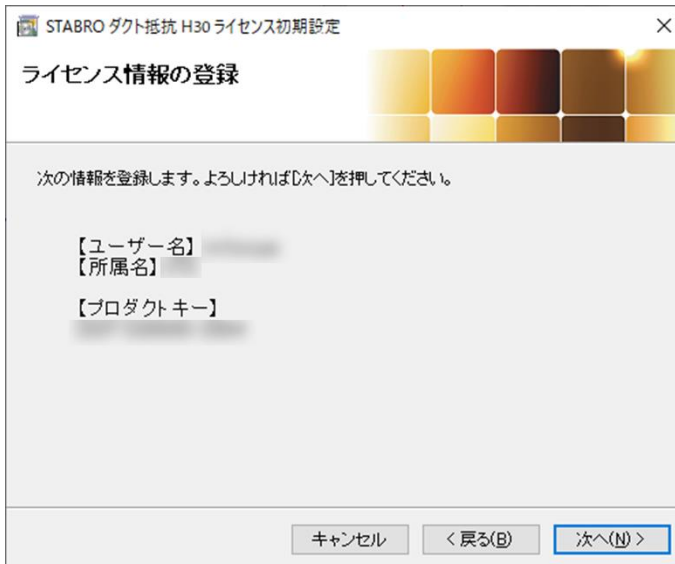 STABRO ダクト抵抗 H30 ライセンス初期設定
ライセンス情報の登録
次の情報を登録します。よろしければ[次へ]を押してください。
【ユーザー名】
【所属名】
【プロダクトキー】
キャンセル
< 戻る(B)
次へ(N) >